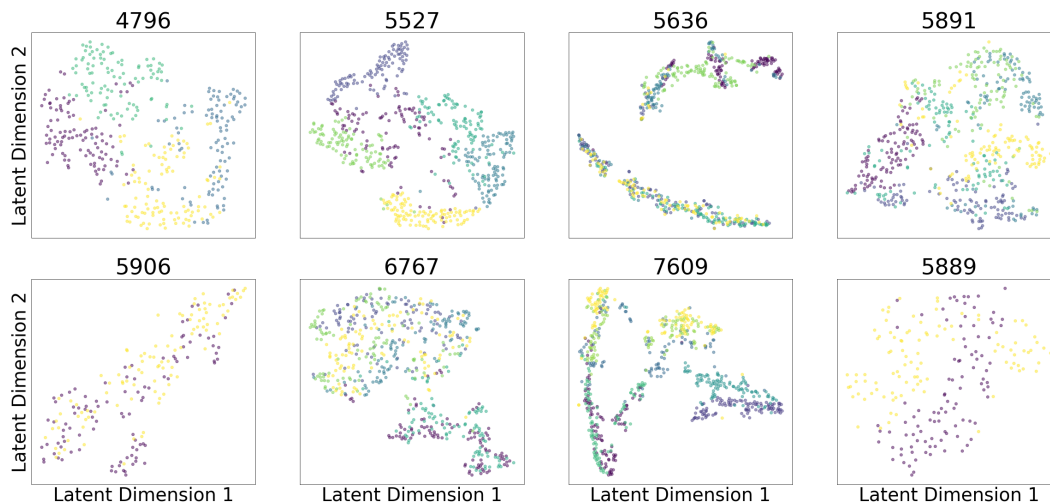 4796 5527 5636 5891
Latent Dimension 2
5906 6767 7609 5889
Latent Dimension 2
Latent Dimension 1 Latent Dimension 1 Latent Dimension 1 Latent Dimension 1